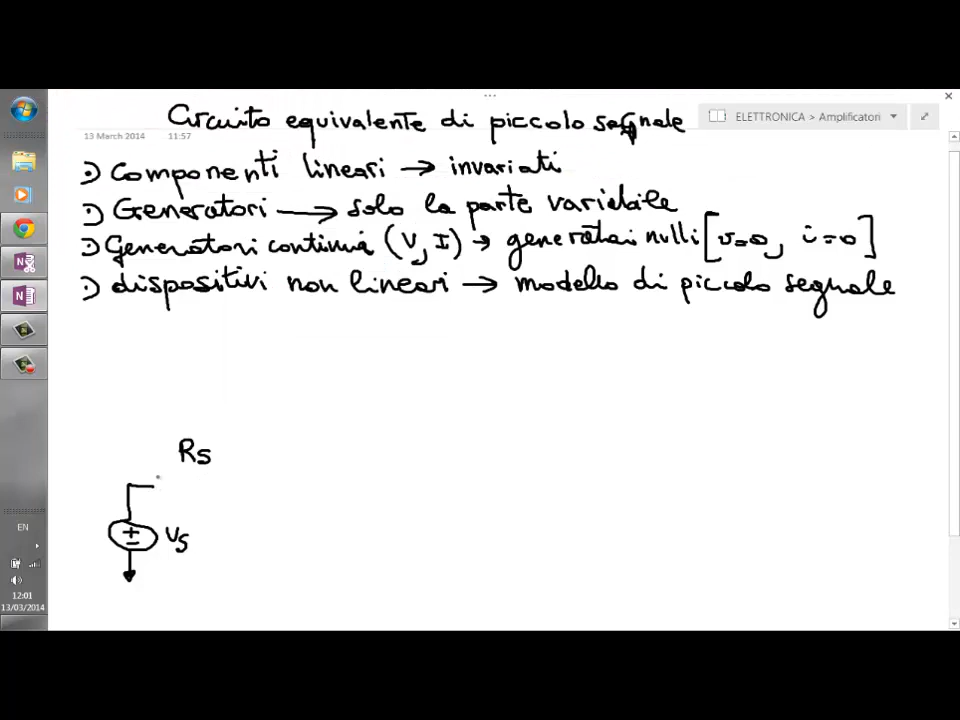 Circuito equivalente di piccolo segnale
ELETTRONICA > Amplificatori
13 March 2014 11:57
Componenti lineari → invariati
Generatori → solo la parte variabile
Generatori continui (V, I) → generatori nulli [v=0, i=0]
dispositivi non lineari → modello di piccolo segnale
Rs
+
−
vs
EN
12:01
13/03/2014